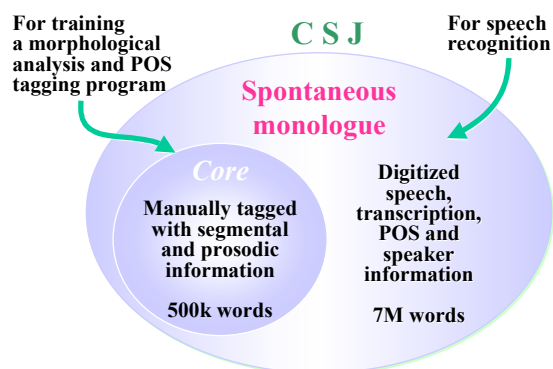 For training
a morphological
analysis and POS
tagging program
C S J
For speech
recognition
Spontaneous
monologue
Core
Manually tagged
with segmental
and prosodic
information
500k words
Digitized
speech,
transcription,
POS and
speaker
information
7M words